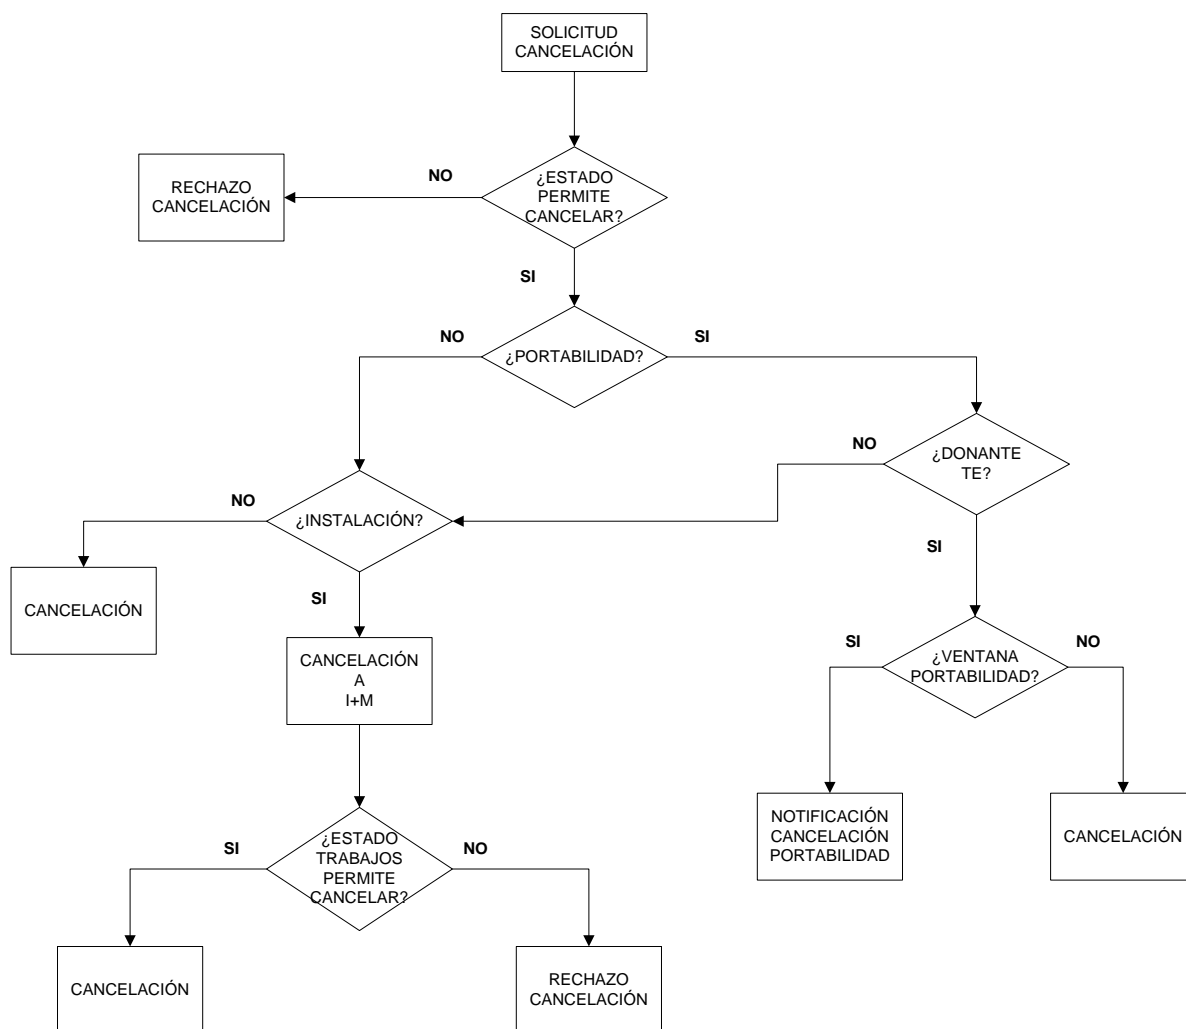 SOLICITUD
CANCELACIÓN
¿ESTADO
PERMITE
CANCELAR?
NO
RECHAZO
CANCELACIÓN
SI
¿PORTABILIDAD?
NO
SI
¿DONANTE
TE?
NO
¿INSTALACIÓN?
NO
SI
CANCELACIÓN
SI
CANCELACIÓN
A
I+M
¿VENTANA
PORTABILIDAD?
SI
NO
NOTIFICACIÓN
CANCELACIÓN
PORTABILIDAD
CANCELACIÓN
¿ESTADO
TRABAJOS
PERMITE
CANCELAR?
SI
NO
CANCELACIÓN
RECHAZO
CANCELACIÓN